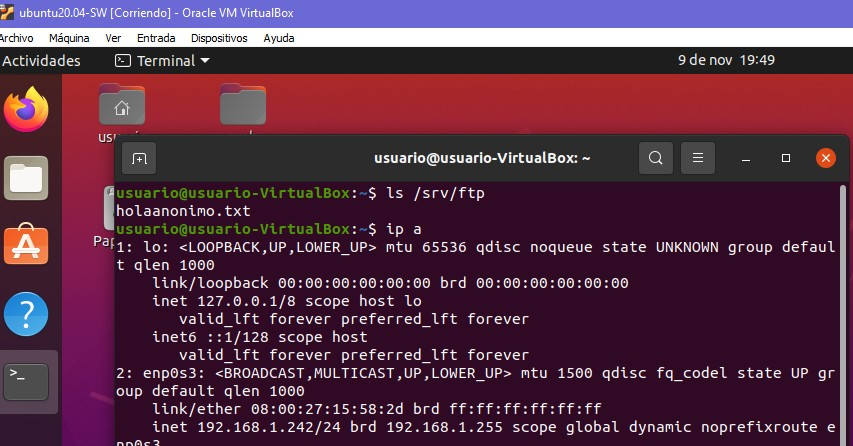 ubuntu20.04-SW [Corriendo] - Oracle VM VirtualBox
Archivo Máquina Ver Entrada Dispositivos Ayuda
Actividades Terminal 9 de nov 19:49
usuario@usuario-VirtualBox: ~
usuario@usuario-VirtualBox:~$ ls /srv/ftp
holaanonimo.txt
usuario@usuario-VirtualBox:~$ ip a
1: lo: <LOOPBACK,UP,LOWER_UP> mtu 65536 qdisc noqueue state UNKNOWN group defaul
t qlen 1000
link/loopback 00:00:00:00:00:00 brd 00:00:00:00:00:00
inet 127.0.0.1/8 scope host lo
valid_lft forever preferred_lft forever
inet6 ::1/128 scope host
valid_lft forever preferred_lft forever
2: enp0s3: <BROADCAST,MULTICAST,UP,LOWER_UP> mtu 1500 qdisc fq_codel state UP gr
oup default qlen 1000
link/ether 08:00:27:15:58:2d brd ff:ff:ff:ff:ff:ff
inet 192.168.1.242/24 brd 192.168.1.255 scope global dynamic noprefixroute e
np0s3